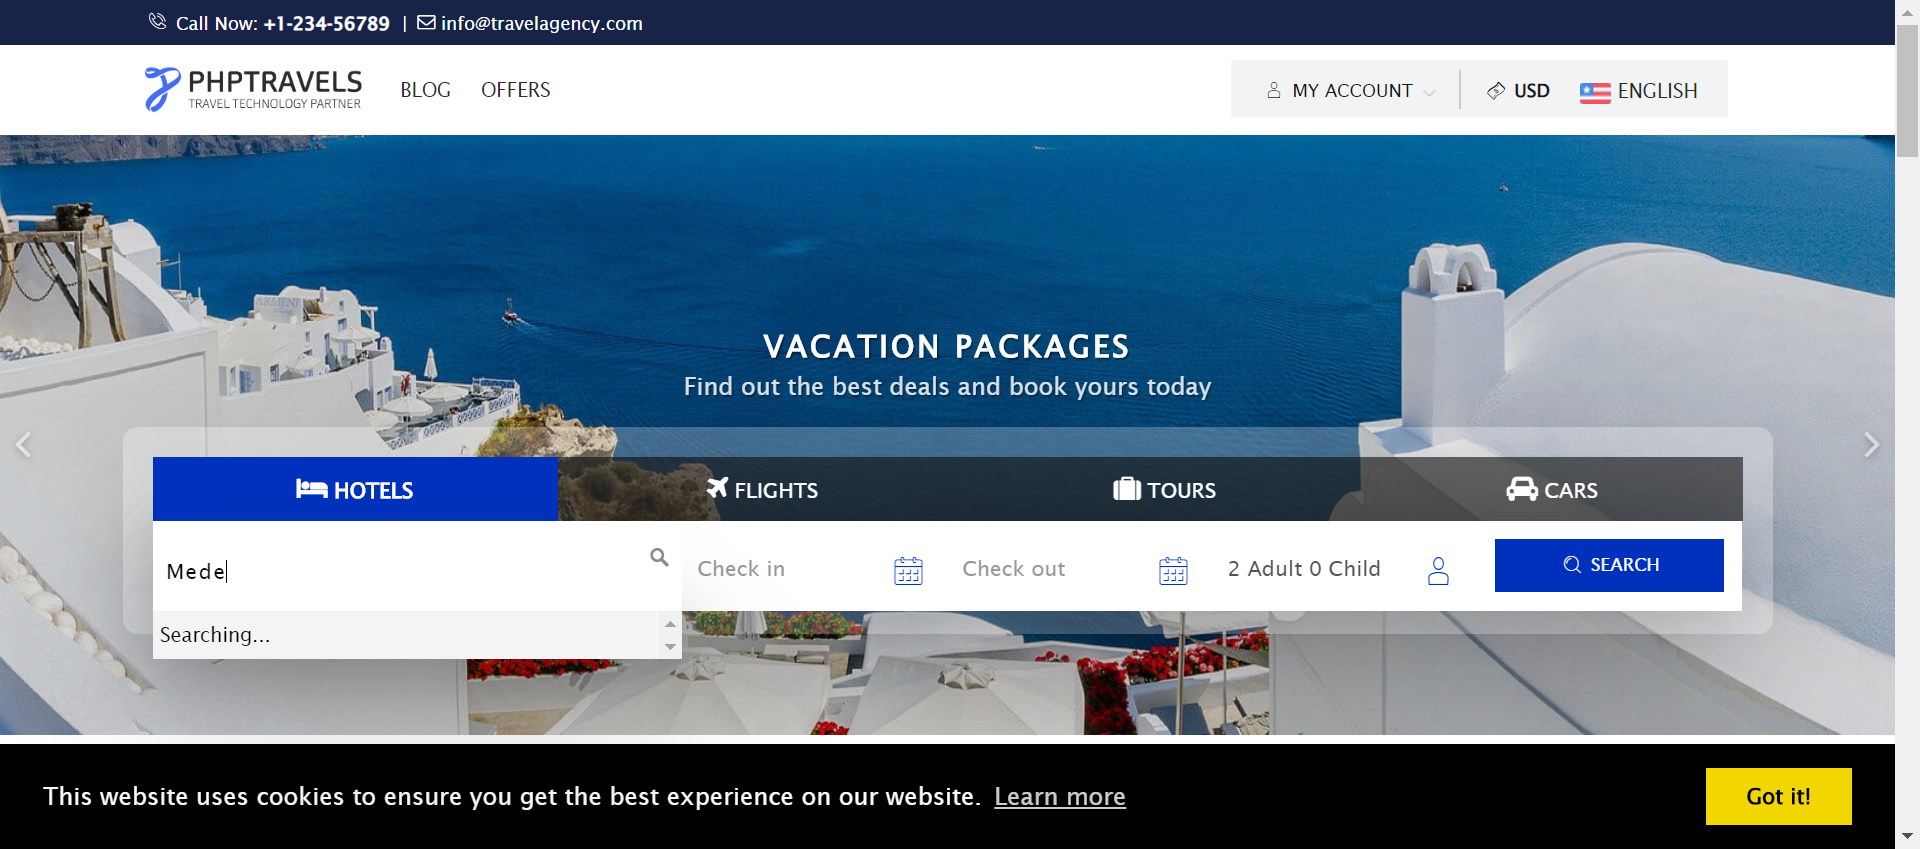 Call Now: +1-234-56789 | info@travelagency.com
PHPTRAVELS
TRAVEL TECHNOLOGY PARTNER
BLOG OFFERS
MY ACCOUNT USD ENGLISH
VACATION PACKAGES
Find out the best deals and book yours today
HOTELS FLIGHTS TOURS CARS
Mede Check in Check out 2 Adult 0 Child SEARCH
Searching...
This website uses cookies to ensure you get the best experience on our website. Learn more Got it!